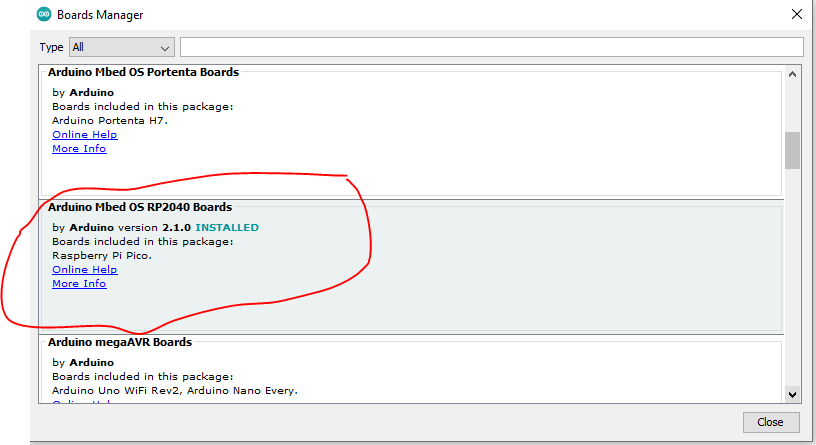 Boards Manager
Type All
Arduino Mbed OS Portenta Boards
by Arduino
Boards included in this package:
Arduino Portenta H7.
Online Help
More Info
Arduino Mbed OS RP2040 Boards
by Arduino version 2.1.0 INSTALLED
Boards included in this package:
Raspberry Pi Pico.
Online Help
More Info
Arduino megaAVR Boards
by Arduino
Boards included in this package:
Arduino Uno WiFi Rev2, Arduino Nano Every.
Online Help
Close